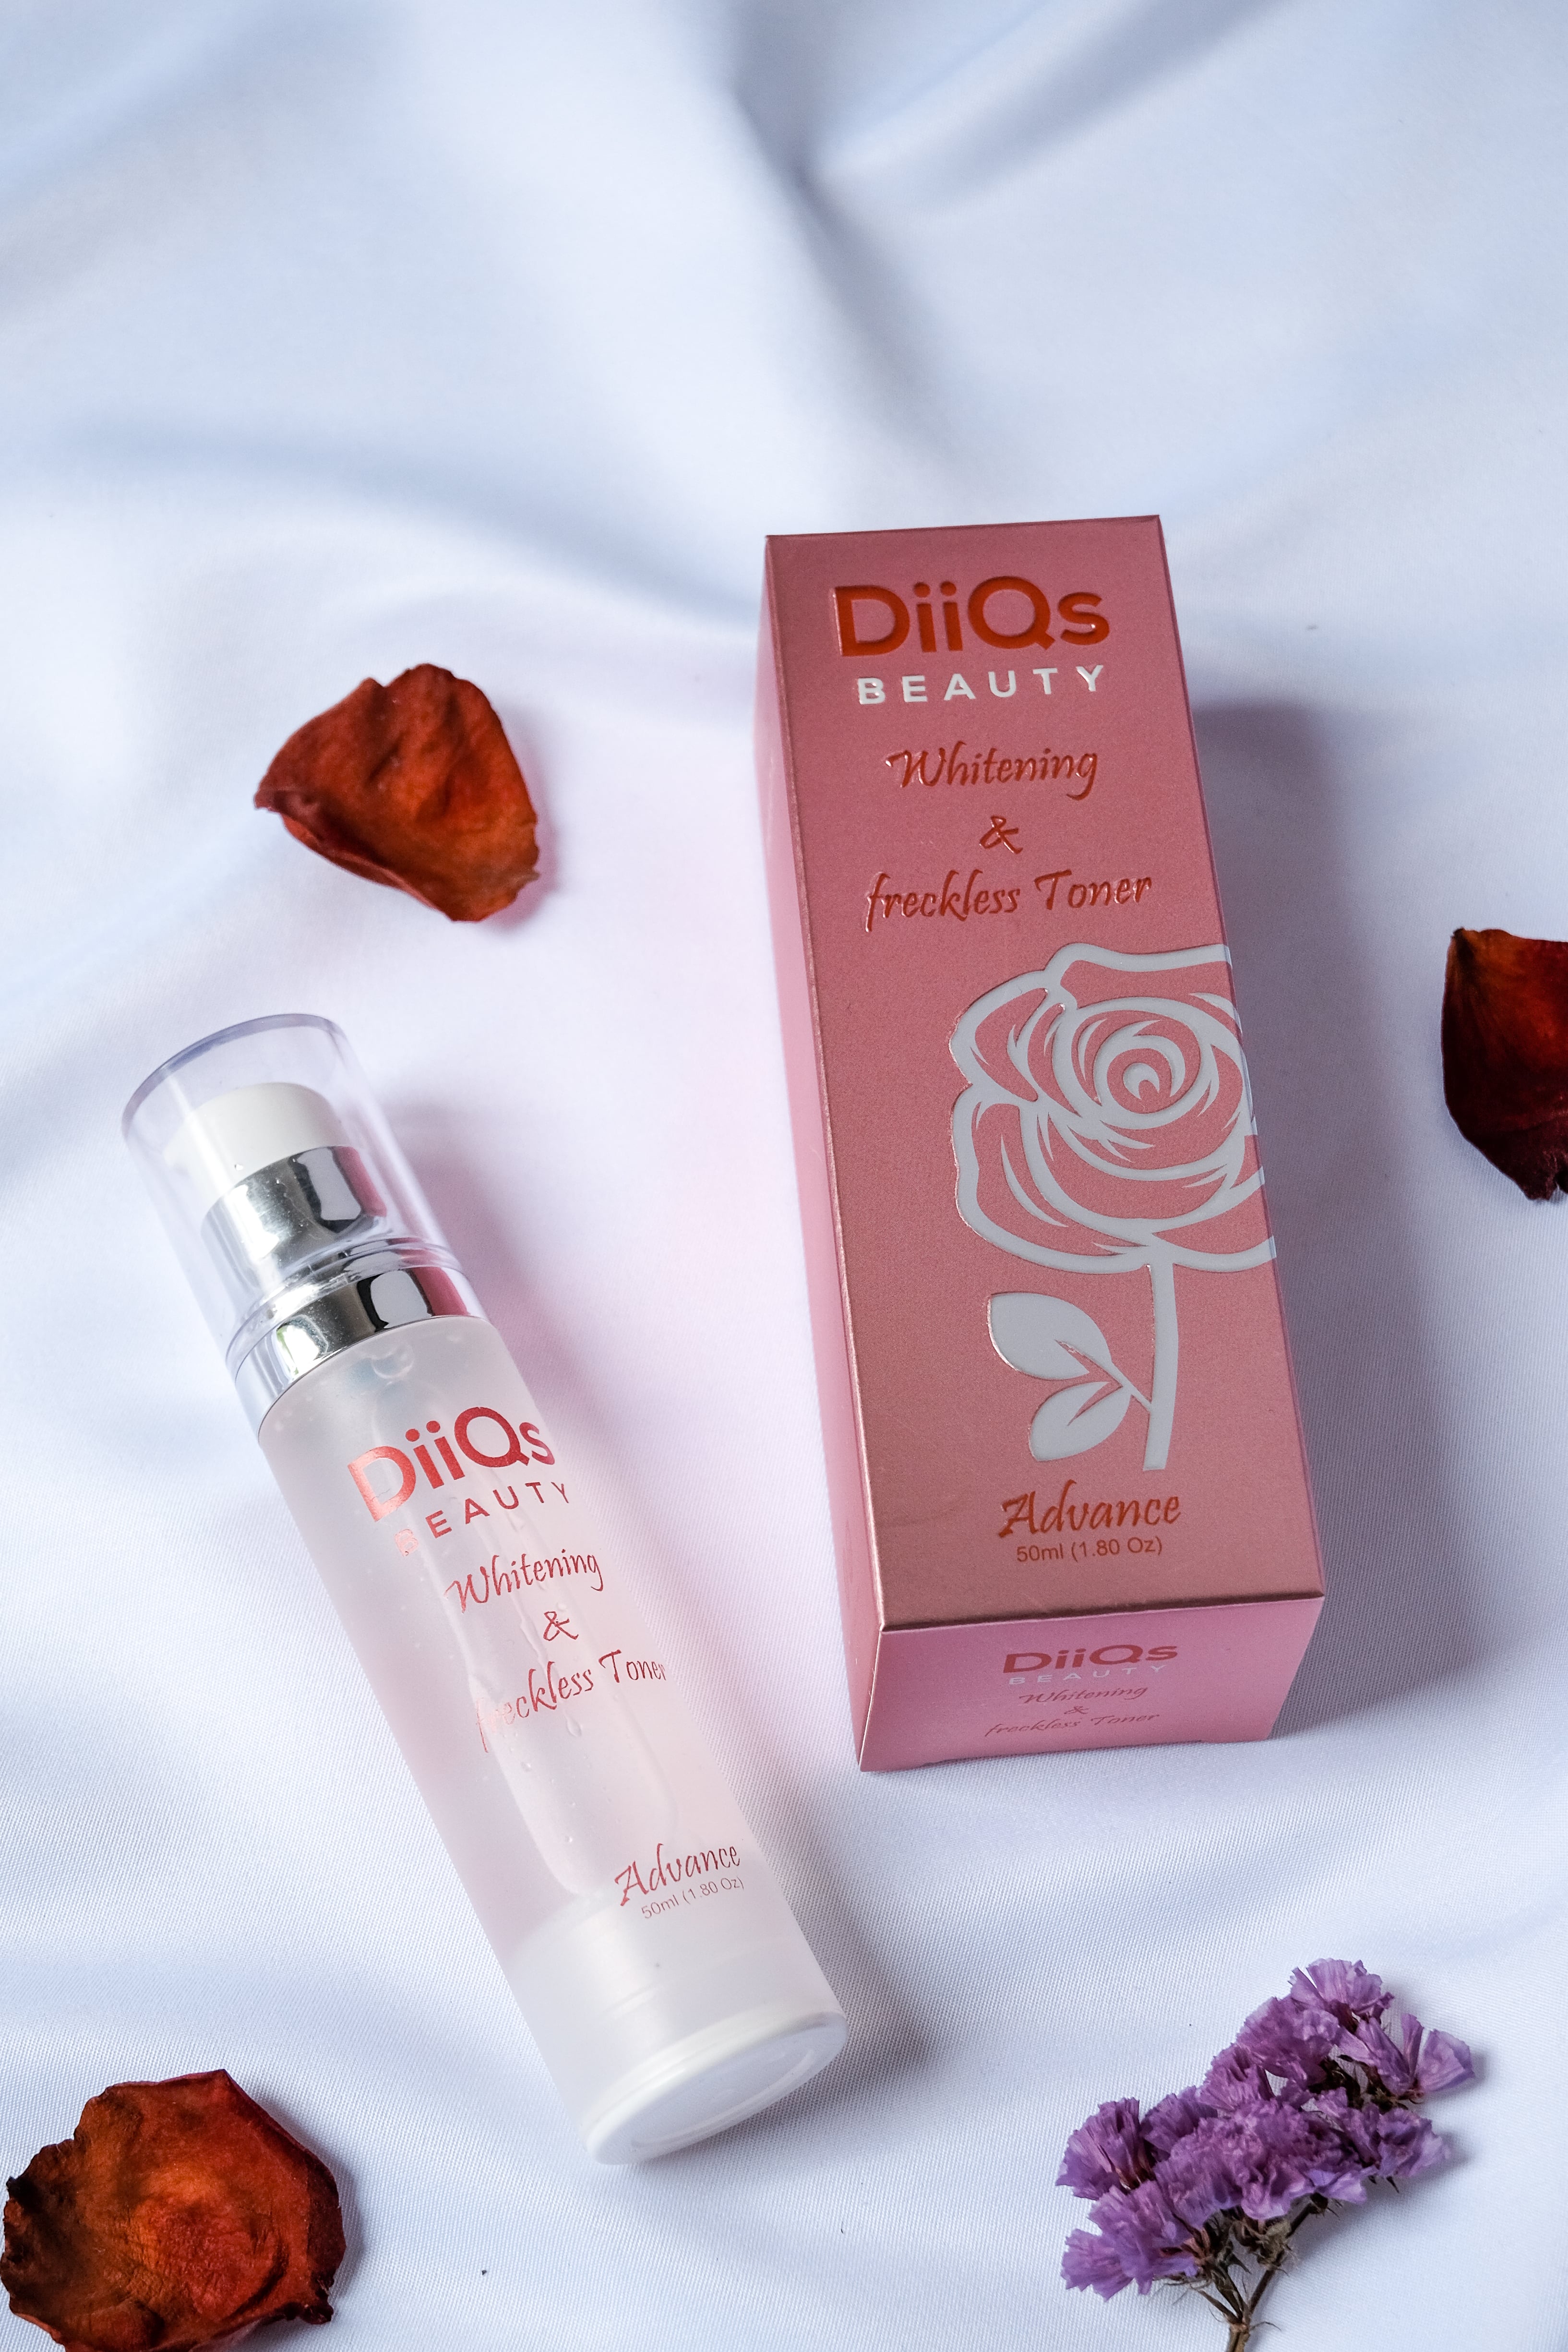 DiiQs
BEAUTY
Whitening
&
freckless Toner
Advance
50ml (1.80 Oz)
DiiQs
BEAUTY
Whitening
&
freckless Toner
DiiQs
BEAUTY
Whitening
&
freckless Toner
Advance
50ml (1.80 Oz)